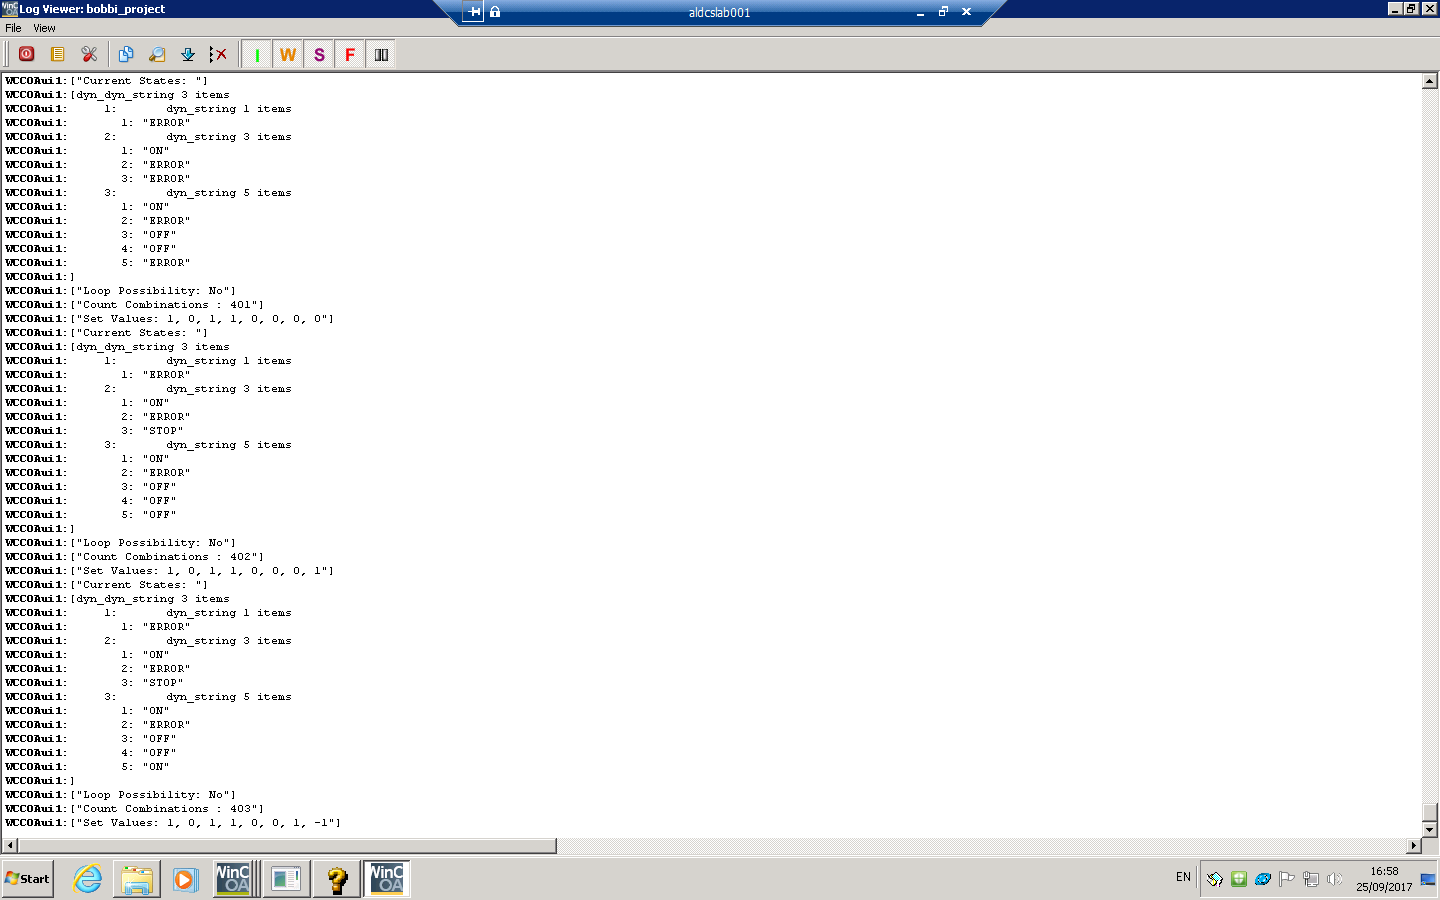 Log Viewer: bobbi_project
aldcslab001
File View
I W S F
WCCOAui1:["Current States: "]
WCCOAui1:[dyn_dyn_string 3 items
WCCOAui1: 1: dyn_string 1 items
WCCOAui1: 1: "ERROR"
WCCOAui1: 2: dyn_string 3 items
WCCOAui1: 1: "ON"
WCCOAui1: 2: "ERROR"
WCCOAui1: 3: "ERROR"
WCCOAui1: 3: dyn_string 5 items
WCCOAui1: 1: "ON"
WCCOAui1: 2: "ERROR"
WCCOAui1: 3: "OFF"
WCCOAui1: 4: "OFF"
WCCOAui1: 5: "ERROR"
WCCOAui1:]
WCCOAui1:["Loop Possibility: No"]
WCCOAui1:["Count Combinations : 401"]
WCCOAui1:["Set Values: 1, 0, 1, 1, 0, 0, 0, 0"]
WCCOAui1:["Current States: "]
WCCOAui1:[dyn_dyn_string 3 items
WCCOAui1: 1: dyn_string 1 items
WCCOAui1: 1: "ERROR"
WCCOAui1: 2: dyn_string 3 items
WCCOAui1: 1: "ON"
WCCOAui1: 2: "ERROR"
WCCOAui1: 3: "STOP"
WCCOAui1: 3: dyn_string 5 items
WCCOAui1: 1: "ON"
WCCOAui1: 2: "ERROR"
WCCOAui1: 3: "OFF"
WCCOAui1: 4: "OFF"
WCCOAui1: 5: "OFF"
WCCOAui1:]
WCCOAui1:["Loop Possibility: No"]
WCCOAui1:["Count Combinations : 402"]
WCCOAui1:["Set Values: 1, 0, 1, 1, 0, 0, 0, 1"]
WCCOAui1:["Current States: "]
WCCOAui1:[dyn_dyn_string 3 items
WCCOAui1: 1: dyn_string 1 items
WCCOAui1: 1: "ERROR"
WCCOAui1: 2: dyn_string 3 items
WCCOAui1: 1: "ON"
WCCOAui1: 2: "ERROR"
WCCOAui1: 3: "STOP"
WCCOAui1: 3: dyn_string 5 items
WCCOAui1: 1: "ON"
WCCOAui1: 2: "ERROR"
WCCOAui1: 3: "OFF"
WCCOAui1: 4: "OFF"
WCCOAui1: 5: "ON"
WCCOAui1:]
WCCOAui1:["Loop Possibility: No"]
WCCOAui1:["Count Combinations : 403"]
WCCOAui1:["Set Values: 1, 0, 1, 1, 0, 0, 1, -1"]
Start
WinC OA
WinC OA
EN
16:58
25/09/2017